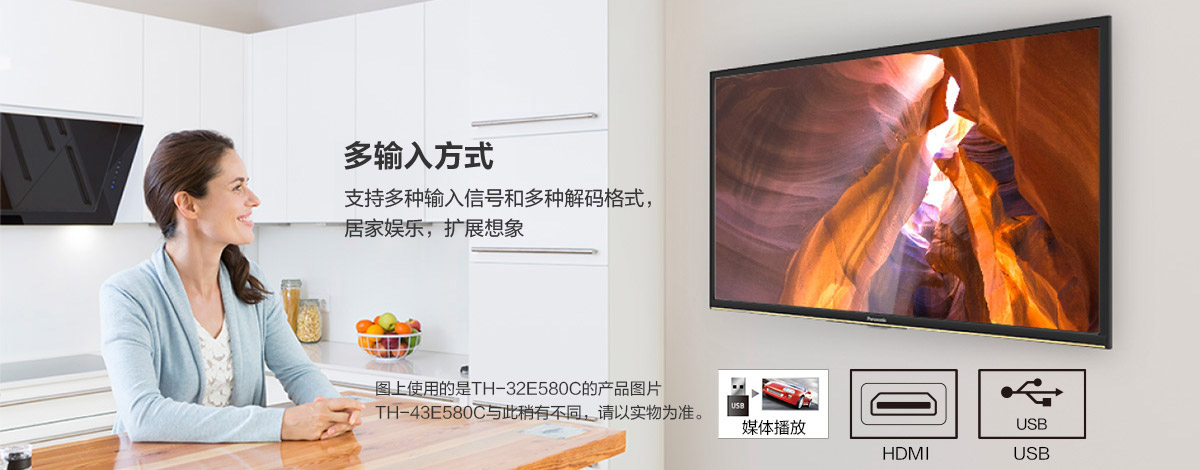 多输入方式
支持多种输入信号和多种解码格式，
居家娱乐，扩展想象
Panasonic
图上使用的是TH-32E580C的产品图片
TH-43E580C与此稍有不同，请以实物为准。
USB
媒体播放
HDMI
USB
USB